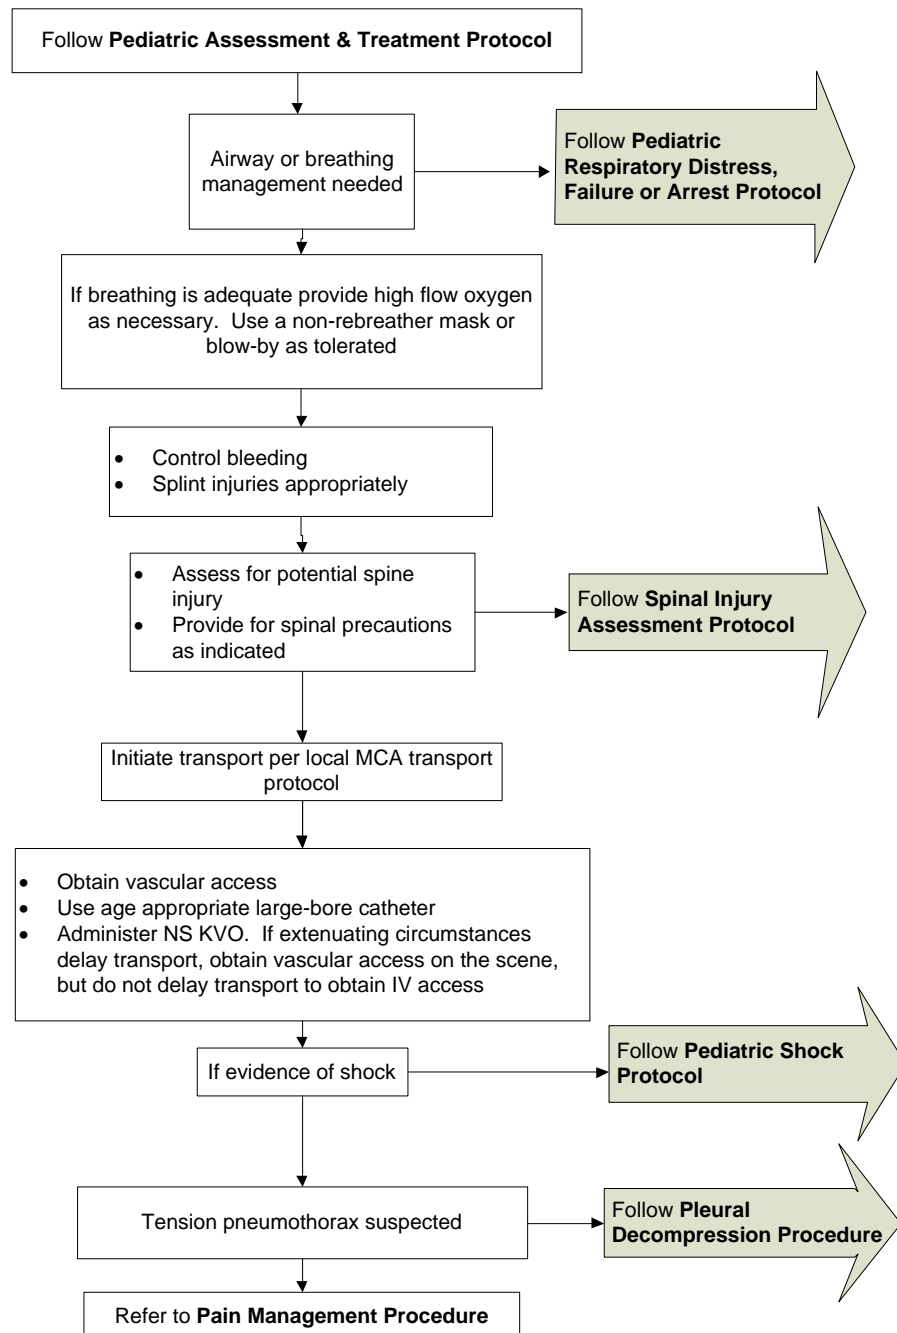 Follow Pediatric Assessment & Treatment Protocol
Airway or breathing
management needed
Follow Pediatric
Respiratory Distress,
Failure or Arrest Protocol
If breathing is adequate provide high flow oxygen
as necessary.  Use a non-rebreather mask or
blow-by as tolerated
• Control bleeding
• Splint injuries appropriately
• Assess for potential spine
injury
• Provide for spinal precautions
as indicated
Follow Spinal Injury
Assessment Protocol
Initiate transport per local MCA transport
protocol
• Obtain vascular access
• Use age appropriate large-bore catheter
• Administer NS KVO.  If extenuating circumstances
delay transport, obtain vascular access on the scene,
but do not delay transport to obtain IV access
If evidence of shock
Follow Pediatric Shock
Protocol
Tension pneumothorax suspected
Follow Pleural
Decompression Procedure
Refer to Pain Management Procedure